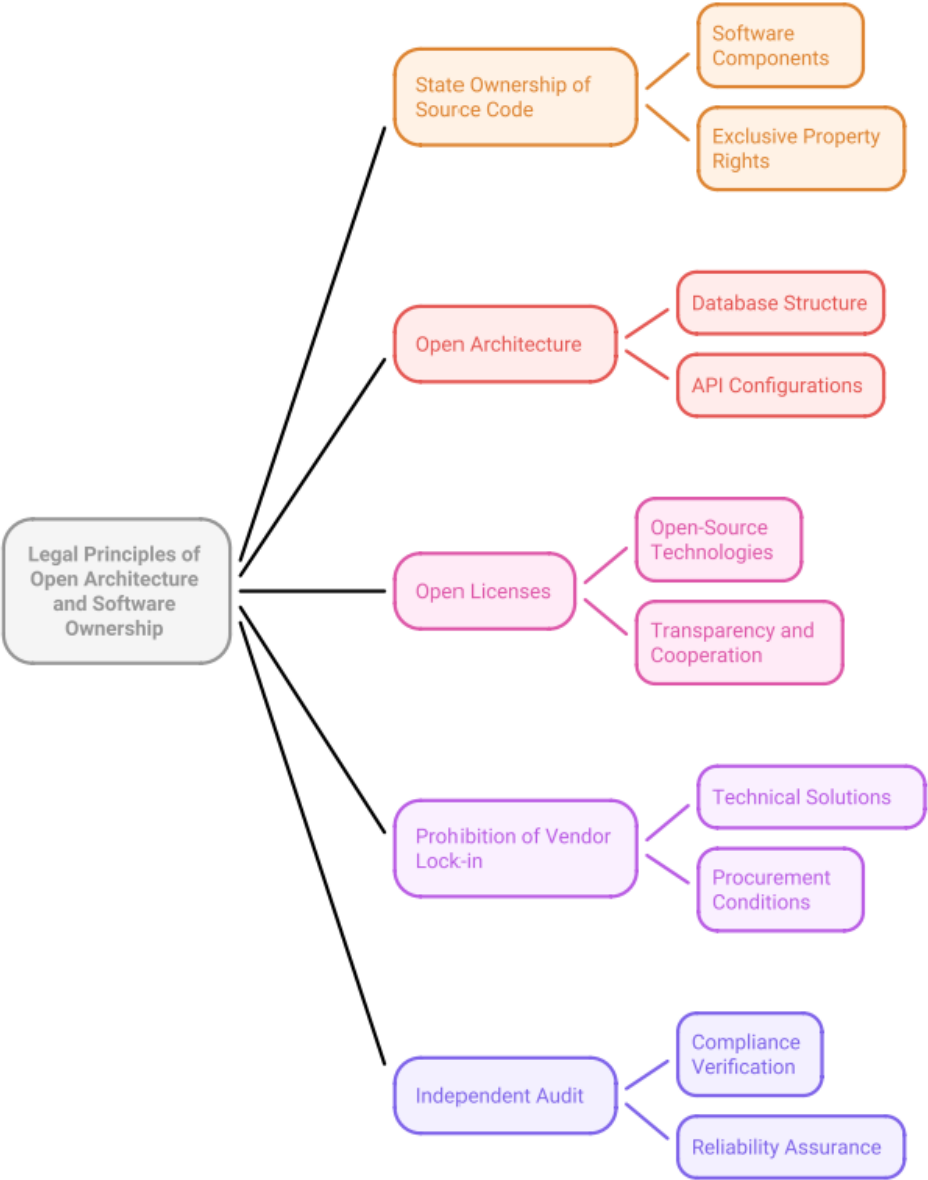 Legal Principles of
Open Architecture
and Software
Ownership
State Ownership of
Source Code
Software
Components
Exclusive Property
Rights
Open Architecture
Database Structure
API Configurations
Open Licenses
Open-Source
Technologies
Transparency and
Cooperation
Prohibition of Vendor
Lock-in
Technical Solutions
Procurement
Conditions
Independent Audit
Compliance
Verification
Reliability Assurance